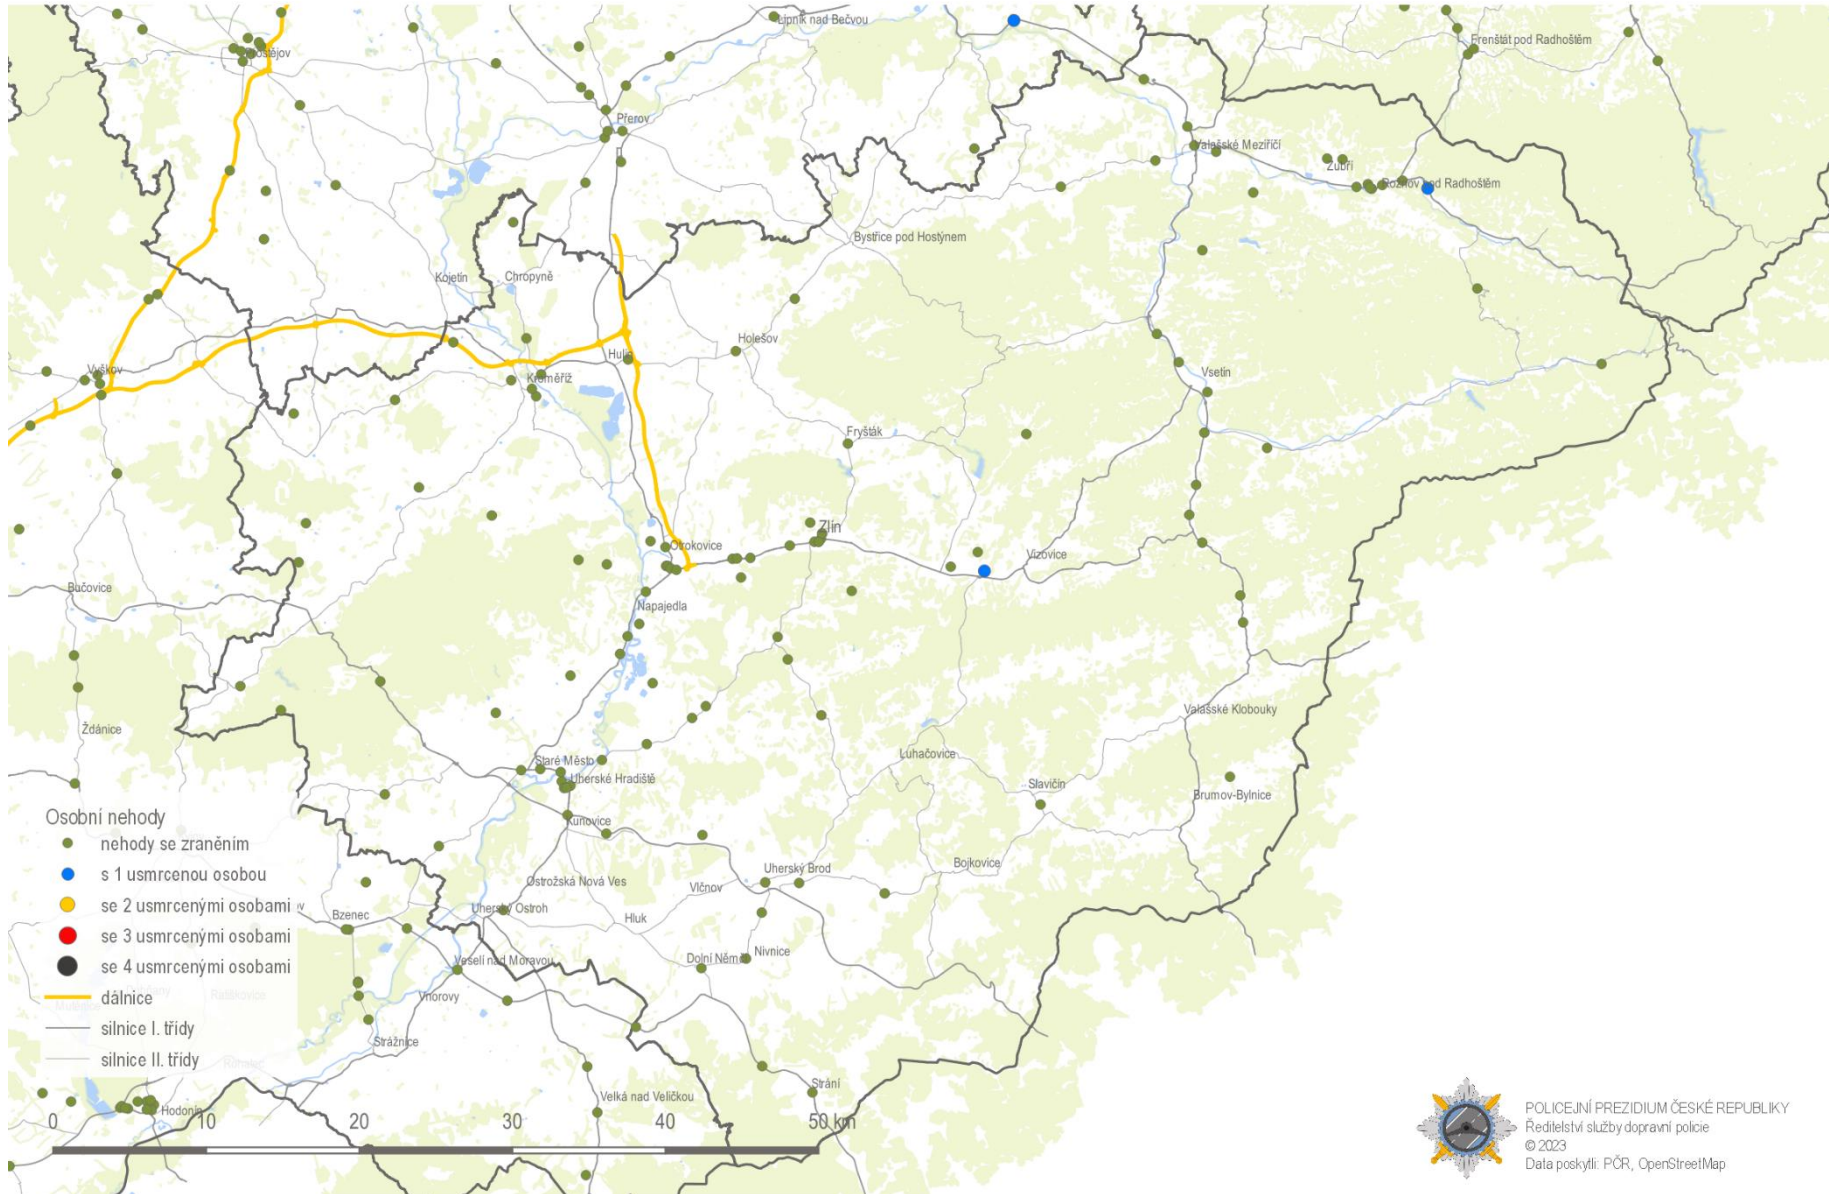 Lipník nad Bečvou
Frenštát pod Radhoštěm
Přerov
Valašské Meziříčí
Zubří
Rožnov pod Radhoštěm
Bystřice pod Hostýnem
Kojetín
Chropyně
Holešov
Hulín
Vyškov
Kroměříž
Vsetín
Fryšták
Zlín
Otrokovice
Vizovice
Bučovice
Napajedla
Ždánice
Valašské Klobouky
Luhačovice
Staré Město
Uherské Hradiště
Slavičín
Brumov-Bylnice
Kunovice
Bojkovice
Uherský Brod
Ostrožská Nová Ves
Vlčnov
Uherský Ostroh
Hluk
Bzenec
Nivnice
Dolní Němčí
Veselí nad Moravou
Vnorovy
Strážnice
Strání
Velká nad Veličkou
Hodonín
Osobní nehody
nehody se zraněním
s 1 usmrcenou osobou
se 2 usmrcenými osobami
se 3 usmrcenými osobami
se 4 usmrcenými osobami
dálnice
silnice I. třídy
silnice II. třídy
0 10 20 30 40 50 km
POLICEJNÍ PREZIDIUM ČESKÉ REPUBLIKY
Ředitelství služby dopravní policie
© 2023
Data poskytli: PČR, OpenStreetMap